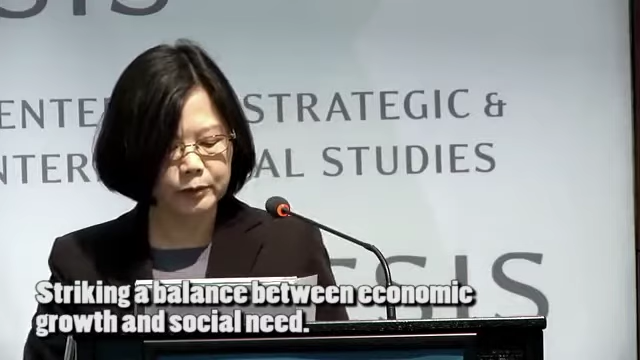 SIS
ENTE STRATEGIC &
NTER AL STUDIES
SIS
Striking a balance between economic
growth and social need.